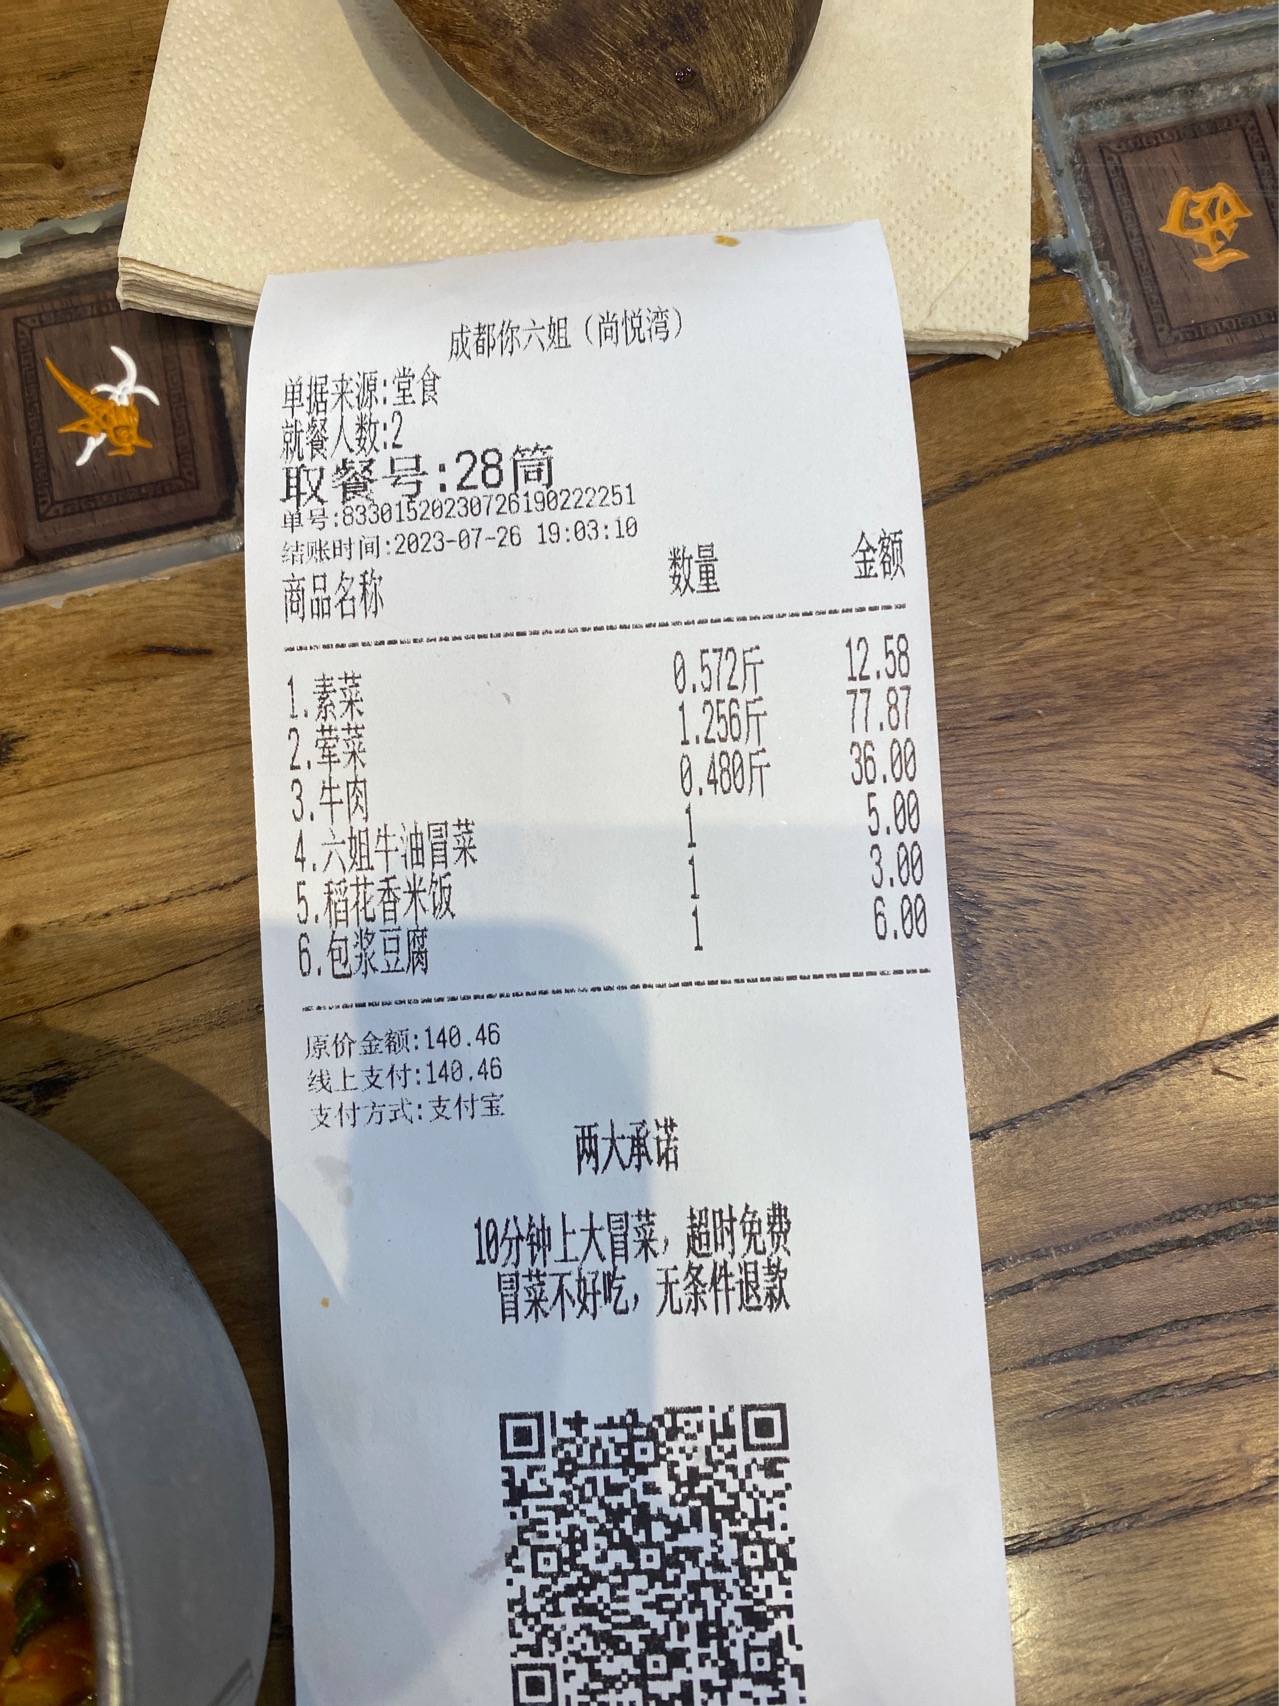 成都你六姐（尚悦湾）
单据来源:堂食
就餐人数:2
取餐号:28筒
单号:833015202307261902​22251
结账时间:2023-07-26 19:03:10
商品名称 数量 金额
1.素菜 0.572斤 12.58
2.荤菜 1.256斤 77.87
3.牛肉 0.480斤 36.00
4.六姐牛油冒菜 1 5.00
5.稻花香米饭 1 3.00
6.包浆豆腐 1 6.00
原价金额:140.46
线上支付:140.46
支付方式:支付宝
两大承诺
10分钟上大冒菜，超时免费
冒菜不好吃，无条件退款